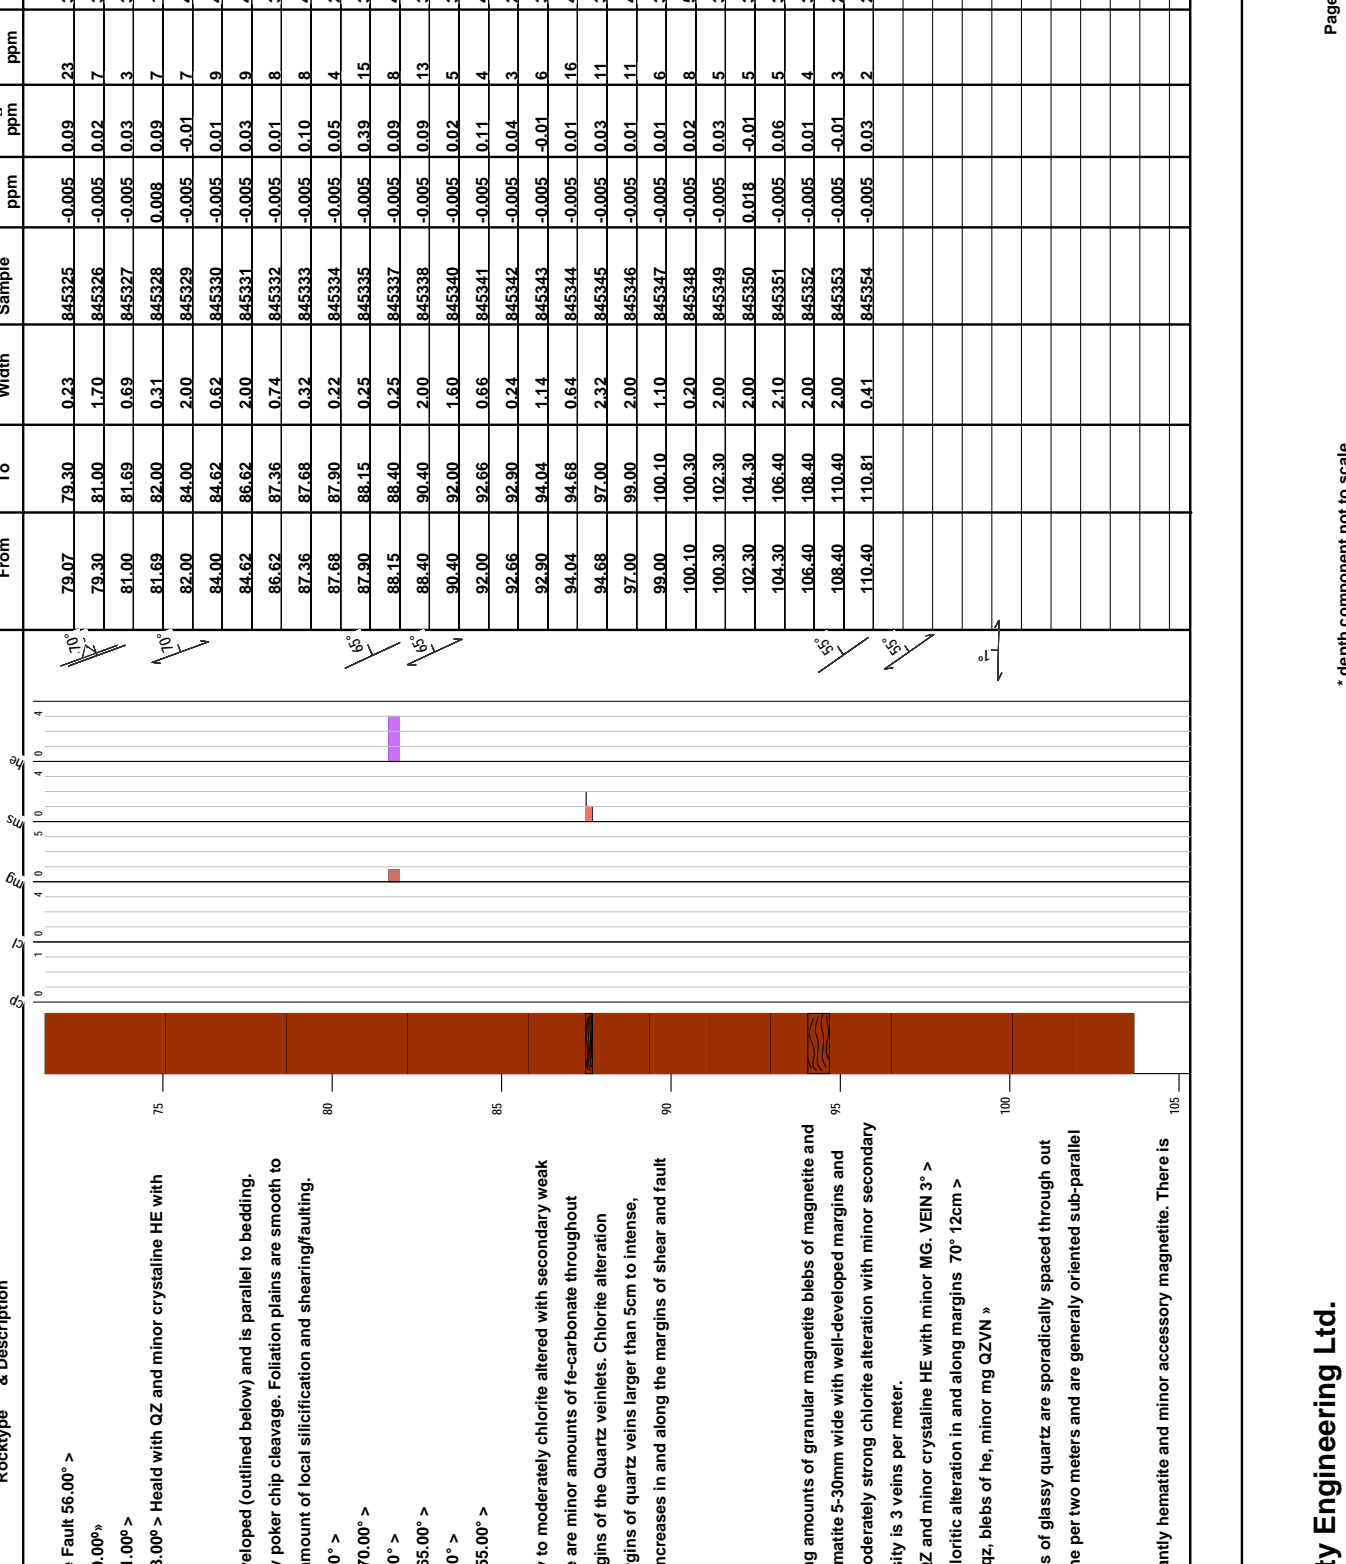 Rocktype & Description
Fault 56.00° >
> Heald with QZ and minor crystaline HE with
(outlined below) and is parallel to bedding.
poker chip cleavage. Foliation plains are smooth to
amount of local silicification and shearing/faulting.
70.00° >
65.00° >
55.00° >
to moderately chlorite altered with secondary weak
are minor amounts of fe-carbonate throughout
of the Quartz veinlets. Chlorite alteration
of quartz veins larger than 5cm to intense,
increases in and along the margins of shear and fault
amounts of granular magnetite blebs of magnetite and
5-30mm wide with well-developed margins and
moderately strong chlorite alteration with minor secondary
is 3 veins per meter.
QZ and minor crystaline HE with minor MG. VEIN 3° >
alteration in and along margins 70° 12cm >
qz, blebs of he, minor mg QZVN »
of glassy quartz are sporadically spaced through out
per two meters and are generaly oriented sub-parallel
hematite and minor accessory magnetite. There is
75
80
85
90
95
100
105
cp 0 1
cl 0 4
mg 0 5
ms 0 4
he 0 4
70°
70°
65°
65°
55°
55°
1°
From To Width Sample ppm ppm ppm
79.07 79.30 0.23 845325 -0.005 0.09 23
79.30 81.00 1.70 845326 -0.005 0.02 7
81.00 81.69 0.69 845327 -0.005 0.03 3
81.69 82.00 0.31 845328 0.008 0.09 7
82.00 84.00 2.00 845329 -0.005 -0.01 7
84.00 84.62 0.62 845330 -0.005 0.01 9
84.62 86.62 2.00 845331 -0.005 0.03 9
86.62 87.36 0.74 845332 -0.005 0.01 8
87.36 87.68 0.32 845333 -0.005 0.10 8
87.68 87.90 0.22 845334 -0.005 0.05 4
87.90 88.15 0.25 845335 -0.005 0.39 15
88.15 88.40 0.25 845337 -0.005 0.09 8
88.40 90.40 2.00 845338 -0.005 0.09 13
90.40 92.00 1.60 845340 -0.005 0.02 5
92.00 92.66 0.66 845341 -0.005 0.11 4
92.66 92.90 0.24 845342 -0.005 0.04 3
92.90 94.04 1.14 845343 -0.005 -0.01 6
94.04 94.68 0.64 845344 -0.005 0.01 16
94.68 97.00 2.32 845345 -0.005 0.03 11
97.00 99.00 2.00 845346 -0.005 0.01 11
99.00 100.10 1.10 845347 -0.005 0.01 6
100.10 100.30 0.20 845348 -0.005 0.02 8
100.30 102.30 2.00 845349 -0.005 0.03 5
102.30 104.30 2.00 845350 0.018 -0.01 5
104.30 106.40 2.10 845351 -0.005 0.06 5
106.40 108.40 2.00 845352 -0.005 0.01 4
108.40 110.40 2.00 845353 -0.005 -0.01 3
110.40 110.81 0.41 845354 -0.005 0.03 2
Engineering Ltd.
* depth component not to scale
Page